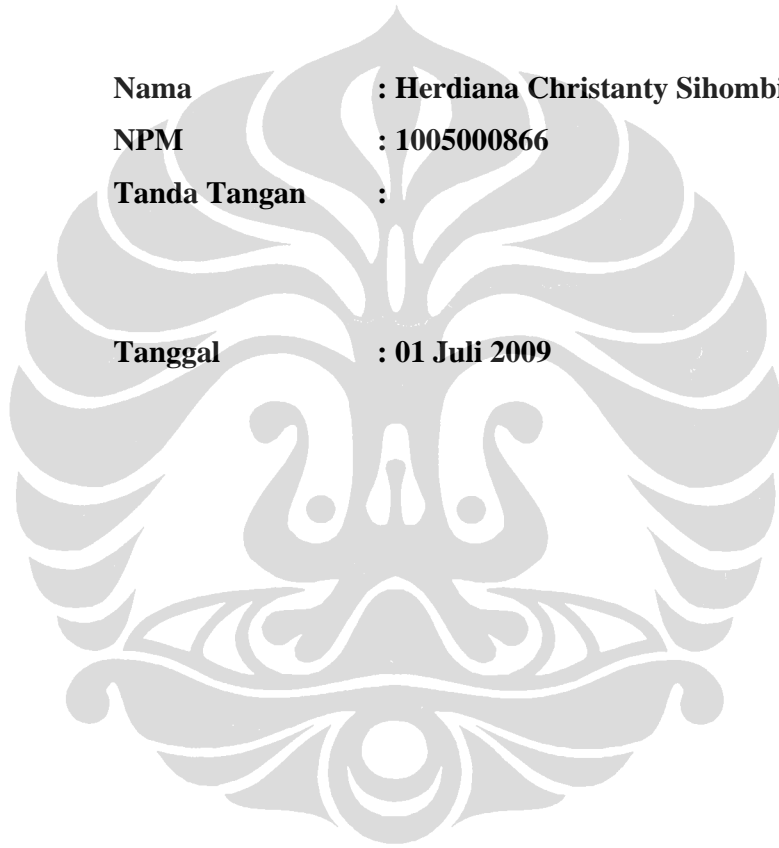 Nama : Herdiana Christanty Sihombi
NPM : 1005000866
Tanda Tangan :
Tanggal : 01 Juli 2009